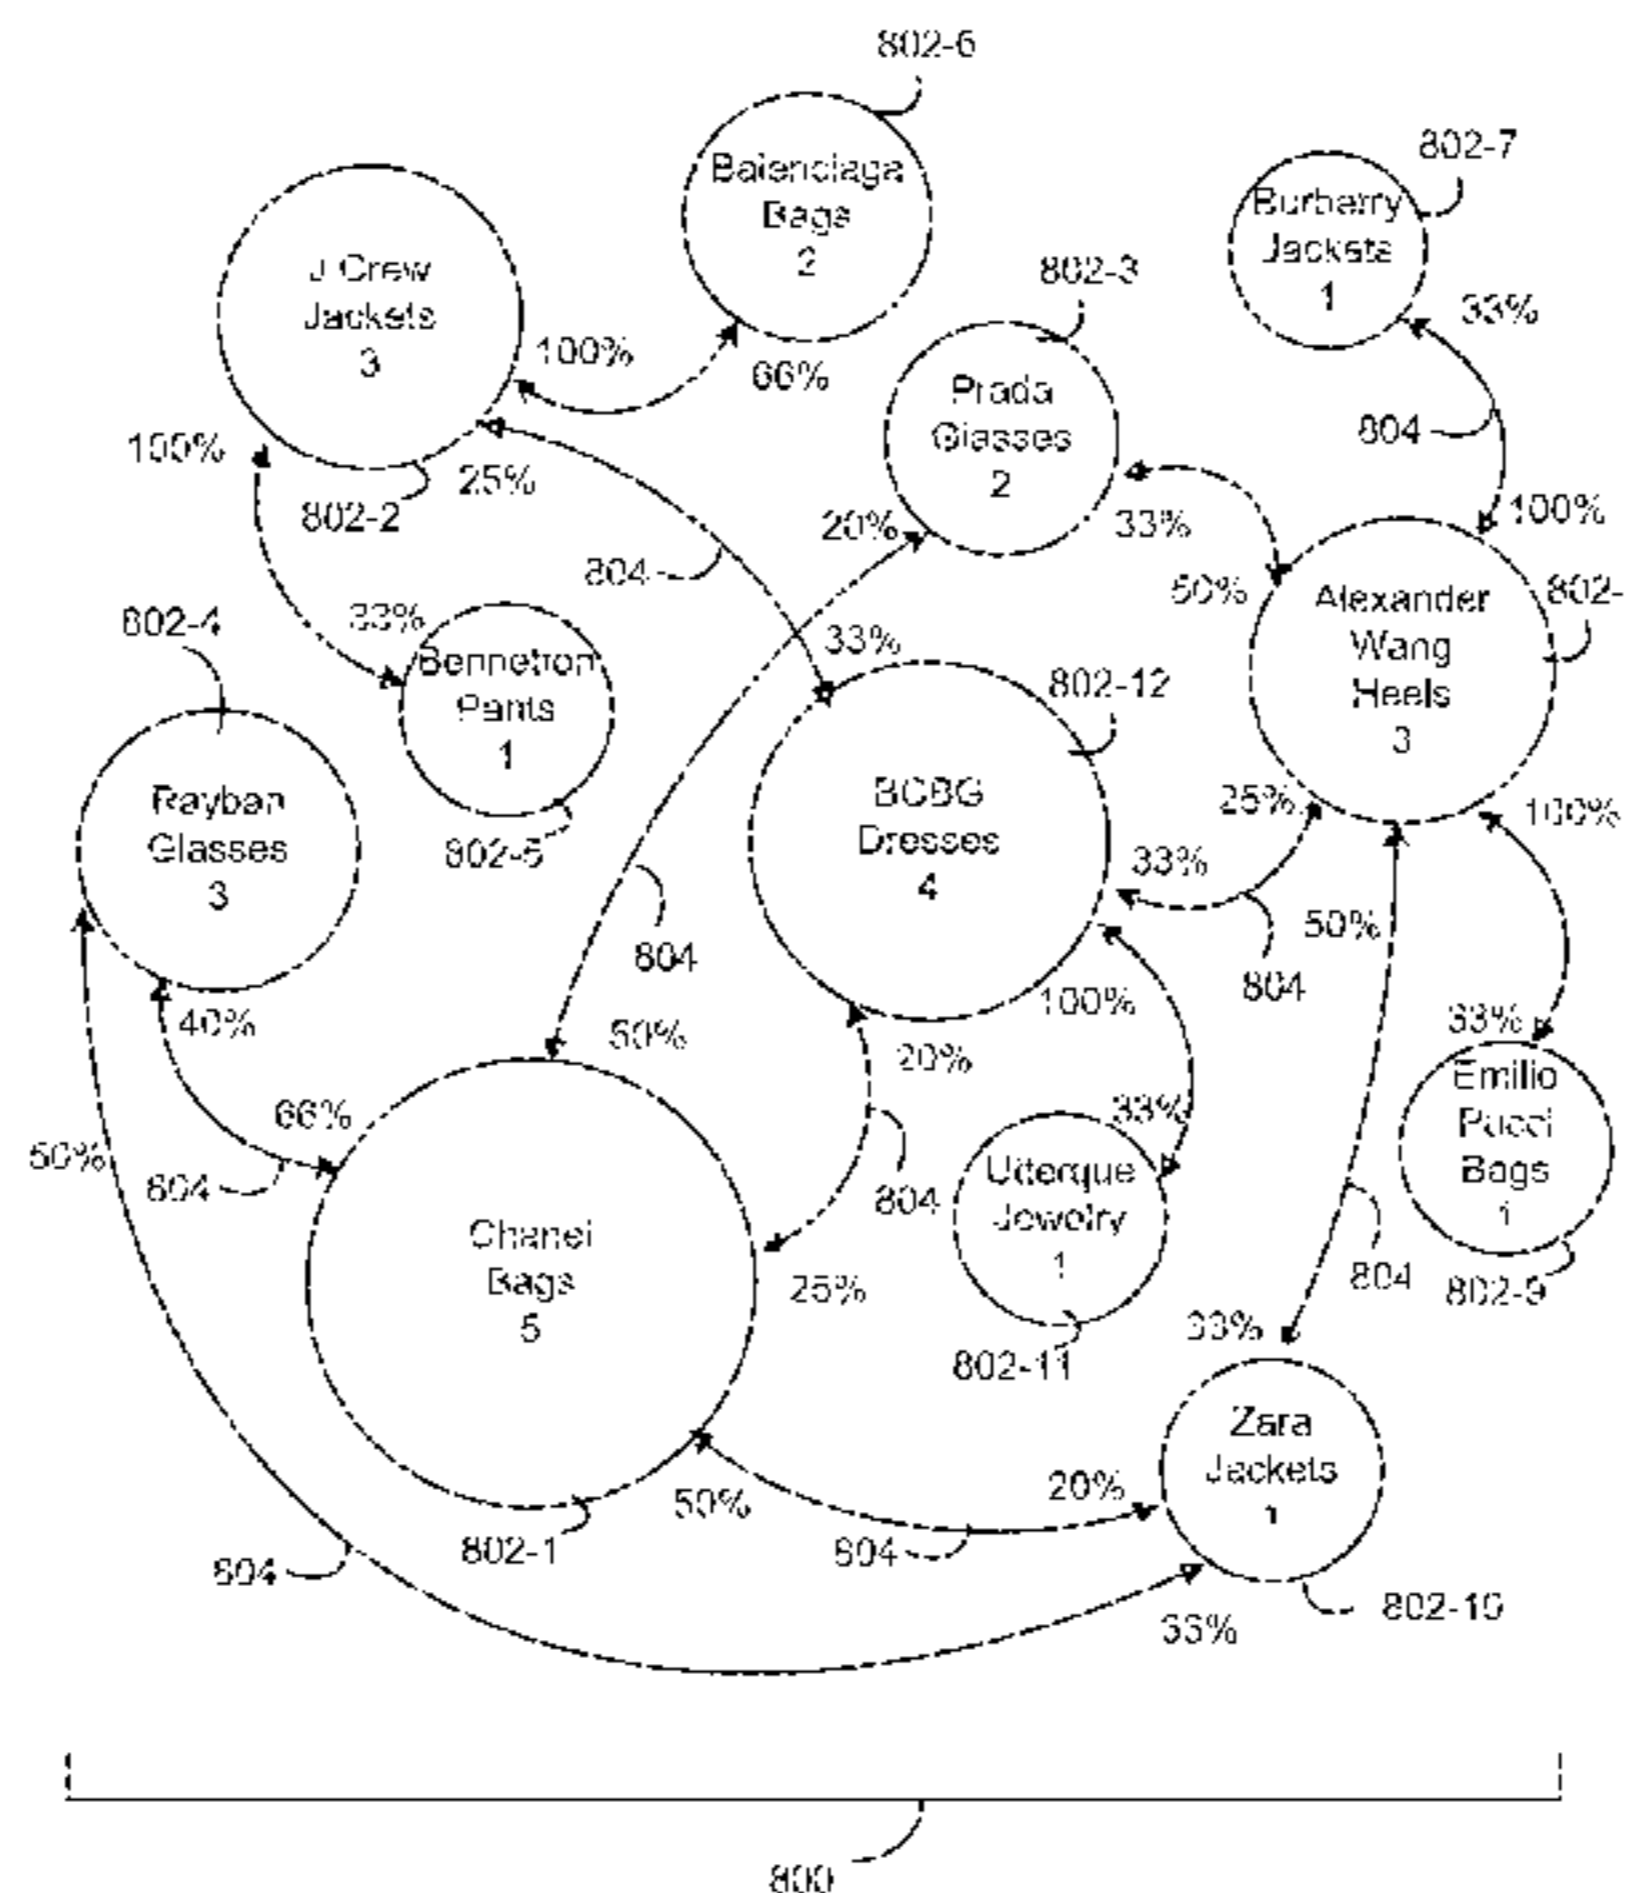 802-6
802-7
Balenciaga
Bags
2
Burberry
Jackets
1
J Crew
Jackets
3
802-3
33%
100%
66%
Prada
Glasses
2
804
100%
25%
802-2
20%
33%
100%
804
50%
Alexander
Wang
Heels
3
802-
802-4
33%
Bennetron
Pants
1
33%
802-12
Rayban
Glasses
3
802-5
BCBG
Dresses
4
25%
100%
33%
50%
804
804
40%
50%
100%
33%
20%
Emilio
Pucci
Bags
1
66%
33%
50%
804
804
Uterque
Jewelry
1
Chanel
Bags
5
25%
804
802-9
33%
802-11
Zara
Jackets
1
50%
20%
802-1
804
804
802-10
33%
800